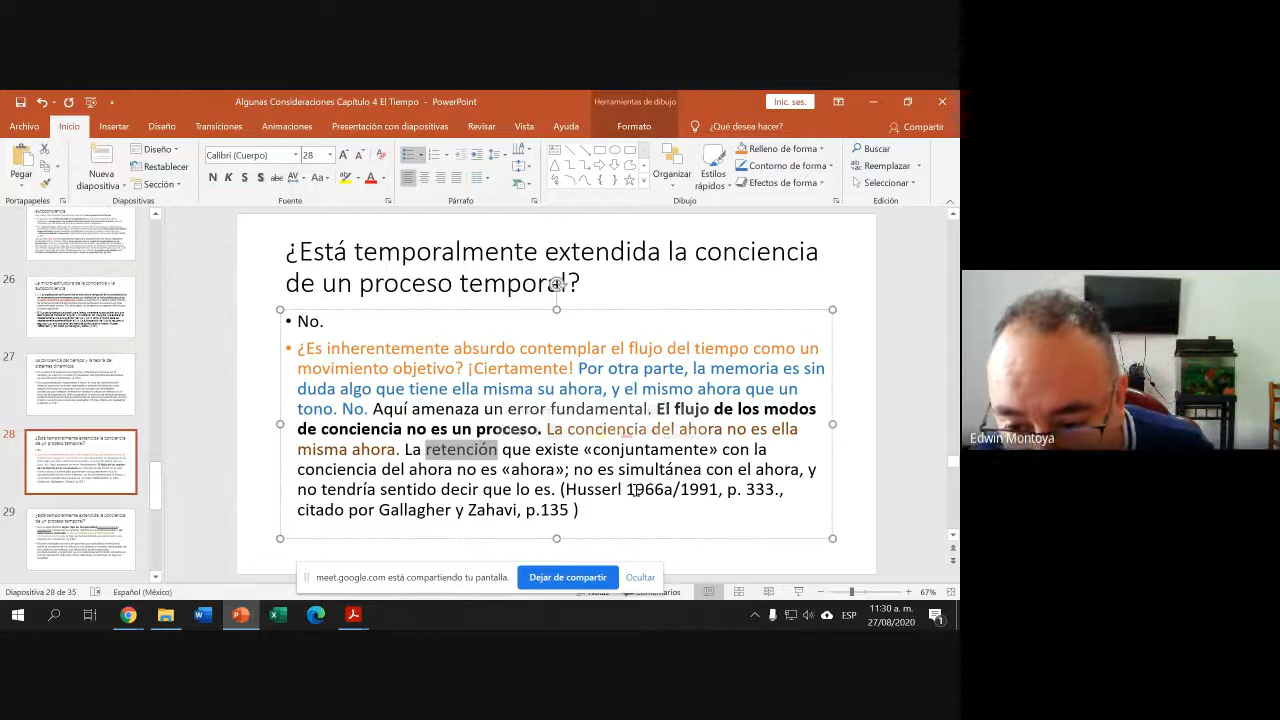 Algunas Consideraciones Capítulo 4 El Tiempo - PowerPoint
Herramientas de dibujo
Inic. ses.
Archivo Inicio Insertar Diseño Transiciones Animaciones Presentación con diapositivas Revisar Vista Ayuda Formato ¿Qué desea hacer? Compartir
Pegar
Nueva diapositiva
Diseño
Restablecer
Sección
Calibri (Cuerpo) 28
N K S S abc AV Aa A
Organizar
Estilos rápidos
Relleno de forma
Contorno de forma
Efectos de forma
Buscar
Reemplazar
Seleccionar
Portapapeles Diapositivas Fuente Párrafo Dibujo Edición
26
27
28
29
¿Está temporalmente extendida la conciencia
de un proceso temporal?
• No.
• ¿Es inherentemente absurdo contemplar el flujo del tiempo como un
movimiento objetivo? ¡Ciertamente! Por otra parte, la memoria es sin
duda algo que tiene ella misma su ahora, y el mismo ahora que un
tono. No. Aquí amenaza un error fundamental. El flujo de los modos
de conciencia no es un proceso. La conciencia del ahora no es ella
misma ahora. La retención que existe «conjuntamente» con la
conciencia del ahora no es «ahora»; no es simultánea con el ahora, y
no tendría sentido decir que lo es. (Husserl 1966a/1991, p. 333.,
citado por Gallagher y Zahavi, p.135 )
meet.google.com está compartiendo tu pantalla.
Dejar de compartir
Ocultar
Diapositiva 28 de 35
Español (México)
Notas
Comentarios
67%
ESP
11:30 a. m.
27/08/2020
Edwin Montoya